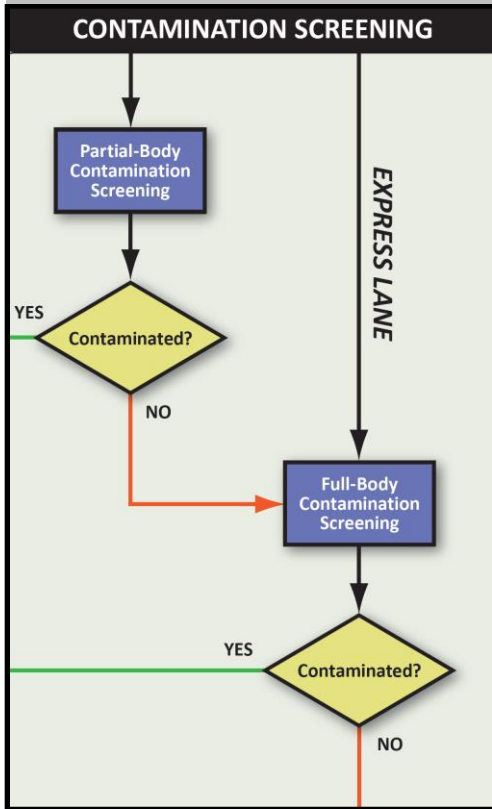 CONTAMINATION SCREENING
Partial-Body
Contamination
Screening
EXPRESS LANE
YES
Contaminated?
NO
Full-Body
Contamination
Screening
YES
Contaminated?
NO